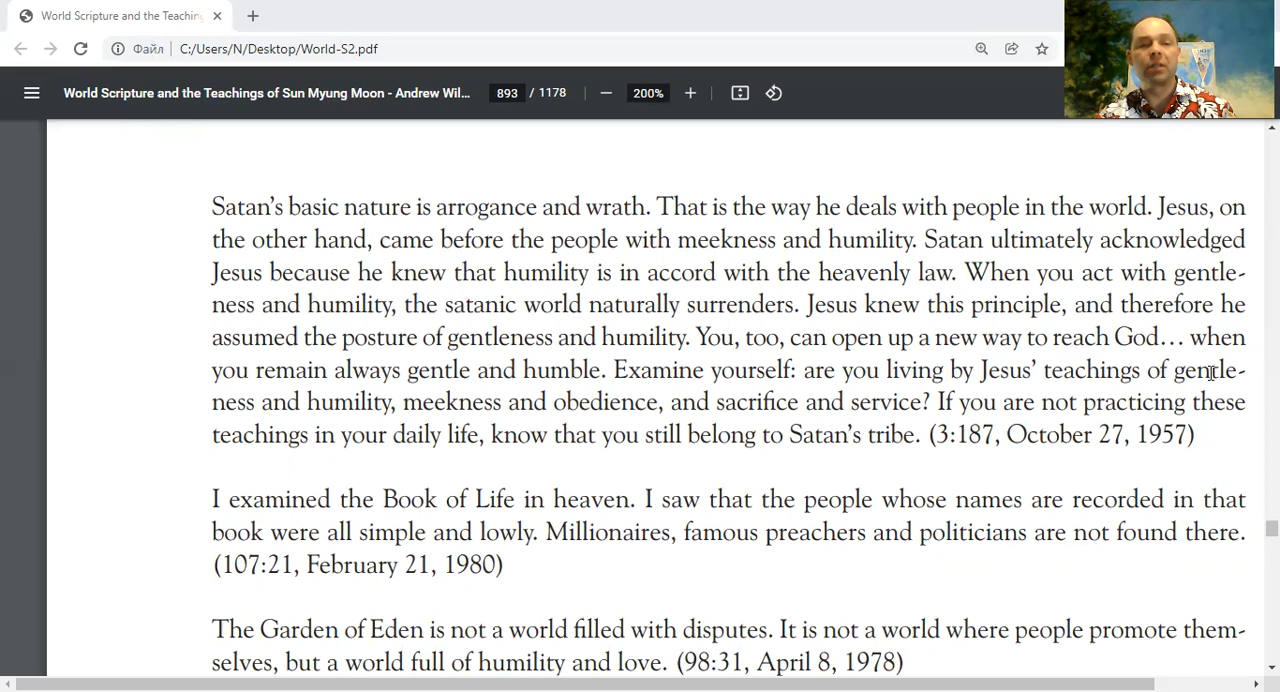 World Scripture and the Teachin
Файл
C:/Users/N/Desktop/World-S2.pdf
World Scripture and the Teachings of Sun Myung Moon - Andrew Wil...
893 / 1178
200%
Satan's basic nature is arrogance and wrath. That is the way he deals with people in the world. Jesus, on
the other hand, came before the people with meekness and humility. Satan ultimately acknowledged
Jesus because he knew that humility is in accord with the heavenly law. When you act with gentle-
ness and humility, the satanic world naturally surrenders. Jesus knew this principle, and therefore he
assumed the posture of gentleness and humility. You, too, can open up a new way to reach God… when
you remain always gentle and humble. Examine yourself: are you living by Jesus' teachings of gentle-
ness and humility, meekness and obedience, and sacrifice and service? If you are not practicing these
teachings in your daily life, know that you still belong to Satan's tribe. (3:187, October 27, 1957)
I examined the Book of Life in heaven. I saw that the people whose names are recorded in that
book were all simple and lowly. Millionaires, famous preachers and politicians are not found there.
(107:21, February 21, 1980)
The Garden of Eden is not a world filled with disputes. It is not a world where people promote them-
selves, but a world full of humility and love. (98:31, April 8, 1978)